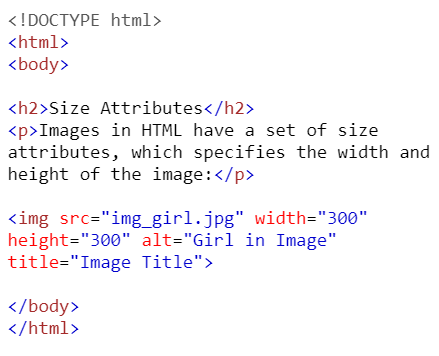 <!DOCTYPE html>
<html>
<body>
<h2>Size Attributes</h2>
<p>Images in HTML have a set of size
attributes, which specifies the width and
height of the image:</p>
<img src="img_girl.jpg" width="300"
height="300" alt="Girl in Image"
title="Image Title">
</body>
</html>